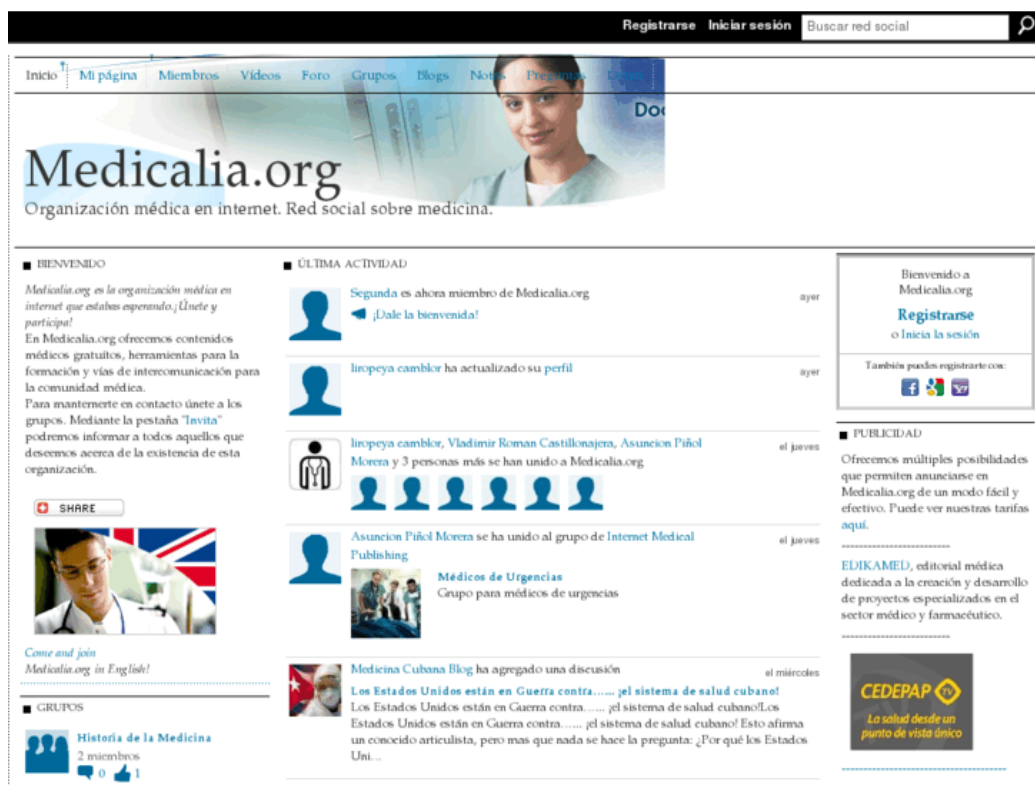 Registrarse Iniciar sesión Buscar red social
Inicio Mi página Miembros Vídeos Foro Grupos Blogs Notas Preguntas
Doc
Medicalia.org
Organización médica en internet. Red social sobre medicina.
BIENVENIDO
Medicalia.org es la organización médica en
internet que estabas esperando.¡Únete y
participa!
En Medicalia.org ofrecemos contenidos
médicos gratuitos, herramientas para la
formación y vías de intercomunicación para
la comunidad médica.
Para mantenerte en contacto únete a los
grupos. Mediante la pestaña "Invita"
podremos informar a todos aquellos que
deseemos acerca de la existencia de esta
organización.
SHARE
Come and join
Medicalia.org in English!
GRUPOS
Historia de la Medicina
2 miembros
0 1
ÚLTIMA ACTIVIDAD
Segunda es ahora miembro de Medicalia.org
ayer
¡Dale la bienvenida!
liropeya camblor ha actualizado su perfil
ayer
liropeya camblor, Vladimir Roman Castillonajera, Asuncion Piñol
Morera y 3 personas más se han unido a Medicalia.org
el jueves
Asuncion Piñol Morera se ha unido al grupo de Internet Medical
Publishing
el jueves
Médicos de Urgencias
Grupo para médicos de urgencias
Medicina Cubana Blog ha agregado una discusión
el miércoles
Los Estados Unidos están en Guerra contra…... ¡el sistema de salud cubano!
Los Estados Unidos están en Guerra contra…... ¡el sistema de salud cubano!Los
Estados Unidos están en Guerra contra…... ¡el sistema de salud cubano! Esto afirma
un conocido articulista, pero mas que nada se hace la pregunta: ¿Por qué los Estados
Uni…
Bienvenido a
Medicalia.org
Registrarse
o Inicia la sesión
También puedes registrarte con:
PUBLICIDAD
Ofrecemos múltiples posibilidades
que permiten anunciarse en
Medicalia.org de un modo fácil y
efectivo. Puede ver nuestras tarifas
aquí.
-------------------------
EDIKAMED, editorial médica
dedicada a la creación y desarrollo
de proyectos especializados en el
sector médico y farmacéutico.
-------------------------
CEDEPAP TV
La salud desde un
punto de vista único
--------------------------------------